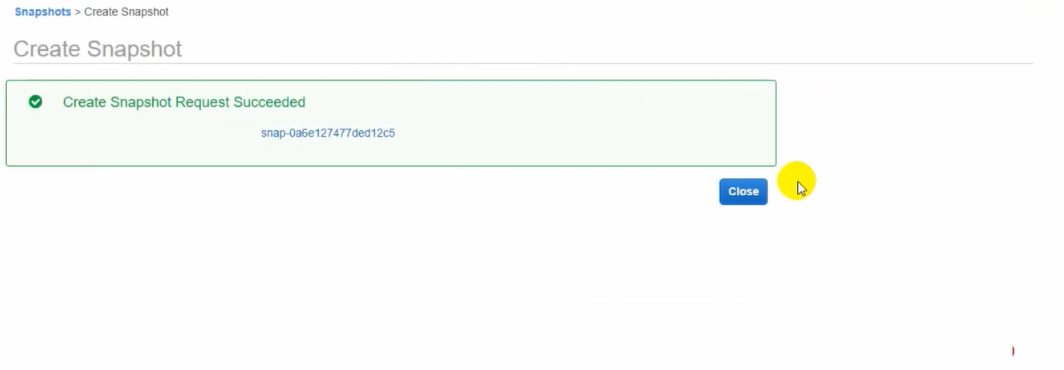 Snapshots > Create Snapshot
Create Snapshot
Create Snapshot Request Succeeded
snap-0a6e127477ded12c5
Close